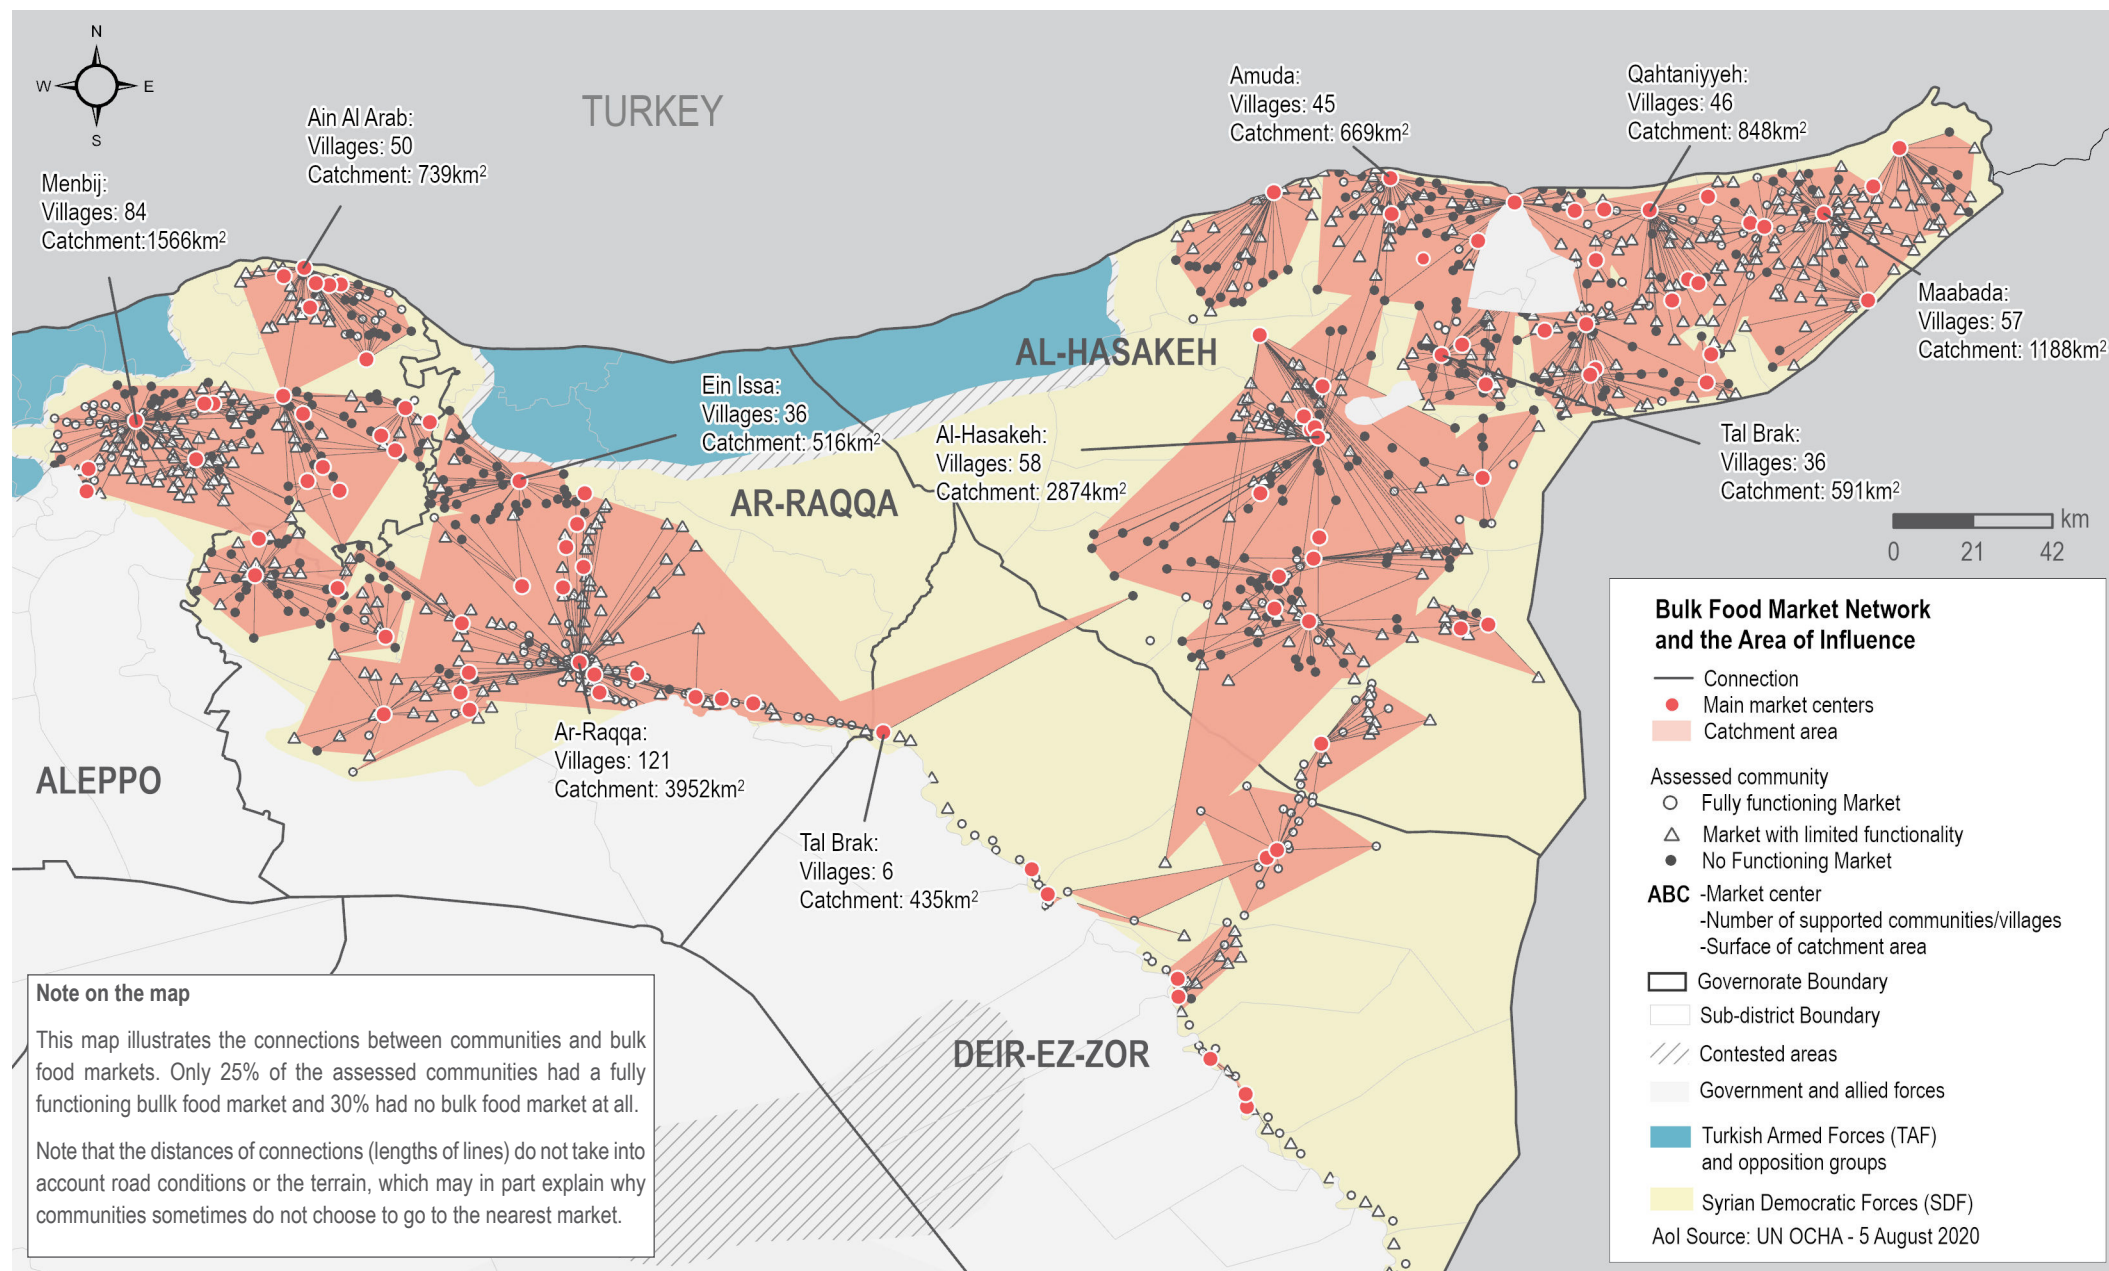 N
W
E
S
TURKEY
Ain Al Arab:
Villages: 50
Catchment: 739km²
Menbij:
Villages: 84
Catchment:1566km²
Amuda:
Villages: 45
Catchment: 669km²
Qahtaniyyeh:
Villages: 46
Catchment: 848km²
Maabada:
Villages: 57
Catchment: 1188km²
AL-HASAKEH
Ein Issa:
Villages: 36
Catchment: 516km²
Al-Hasakeh:
Villages: 58
Catchment: 2874km²
Tal Brak:
Villages: 36
Catchment: 591km²
AR-RAQQA
km
0 21 42
Ar-Raqqa:
Villages: 121
Catchment: 3952km²
ALEPPO
Tal Brak:
Villages: 6
Catchment: 435km²
DEIR-EZ-ZOR
Bulk Food Market Network
and the Area of Influence
Connection
Main market centers
Catchment area
Assessed community
Fully functioning Market
Market with limited functionality
No Functioning Market
ABC -Market center
-Number of supported communities/villages
-Surface of catchment area
Governorate Boundary
Sub-district Boundary
Contested areas
Government and allied forces
Turkish Armed Forces (TAF)
and opposition groups
Syrian Democratic Forces (SDF)
AoI Source: UN OCHA - 5 August 2020
Note on the map
This map illustrates the connections between communities and bulk
food markets. Only 25% of the assessed communities had a fully
functioning bullk food market and 30% had no bulk food market at all.
Note that the distances of connections (lengths of lines) do not take into
account road conditions or the terrain, which may in part explain why
communities sometimes do not choose to go to the nearest market.